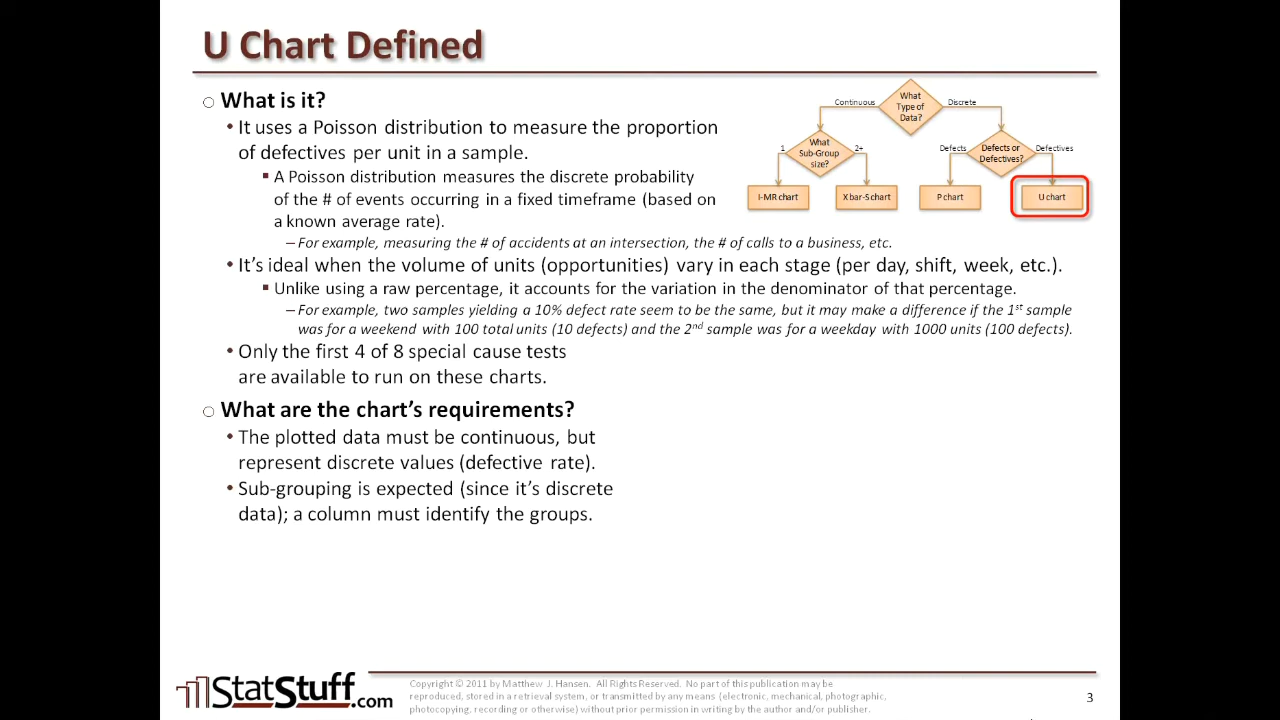 U Chart Defined
What is it?
• It uses a Poisson distribution to measure the proportion
of defectives per unit in a sample.
▪ A Poisson distribution measures the discrete probability
of the # of events occurring in a fixed timeframe (based on
a known average rate).
– For example, measuring the # of accidents at an intersection, the # of calls to a business, etc.
• It’s ideal when the volume of units (opportunities) vary in each stage (per day, shift, week, etc.).
▪ Unlike using a raw percentage, it accounts for the variation in the denominator of that percentage.
– For example, two samples yielding a 10% defect rate seem to be the same, but it may make a difference if the 1st sample
was for a weekend with 100 total units (10 defects) and the 2nd sample was for a weekday with 1000 units (100 defects).
• Only the first 4 of 8 special cause tests
are available to run on these charts.
What are the chart’s requirements?
• The plotted data must be continuous, but
represent discrete values (defective rate).
• Sub-grouping is expected (since it’s discrete
data); a column must identify the groups.
What
Type of
Data?
Continuous
Discrete
What
Sub-Group
size?
1
2+
Defects or
Defectives?
Defects
Defectives
I-MR chart
X bar-S chart
P chart
U chart
StatStuff.com
Copyright © 2011 by Matthew J. Hansen. All Rights Reserved. No part of this publication may be
reproduced, stored in a retrieval system, or transmitted by any means (electronic, mechanical, photographic,
photocopying, recording or otherwise) without prior permission in writing by the author and/or publisher.
3